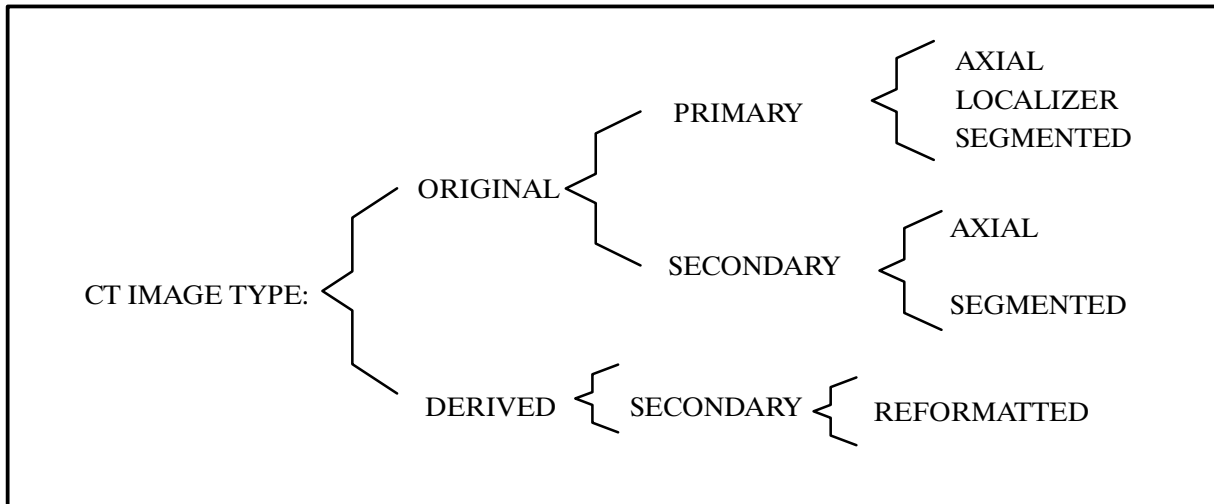 AXIAL
PRIMARY LOCALIZER
SEGMENTED
ORIGINAL
AXIAL
SECONDARY
CT IMAGE TYPE:
SEGMENTED
DERIVED SECONDARY REFORMATTED